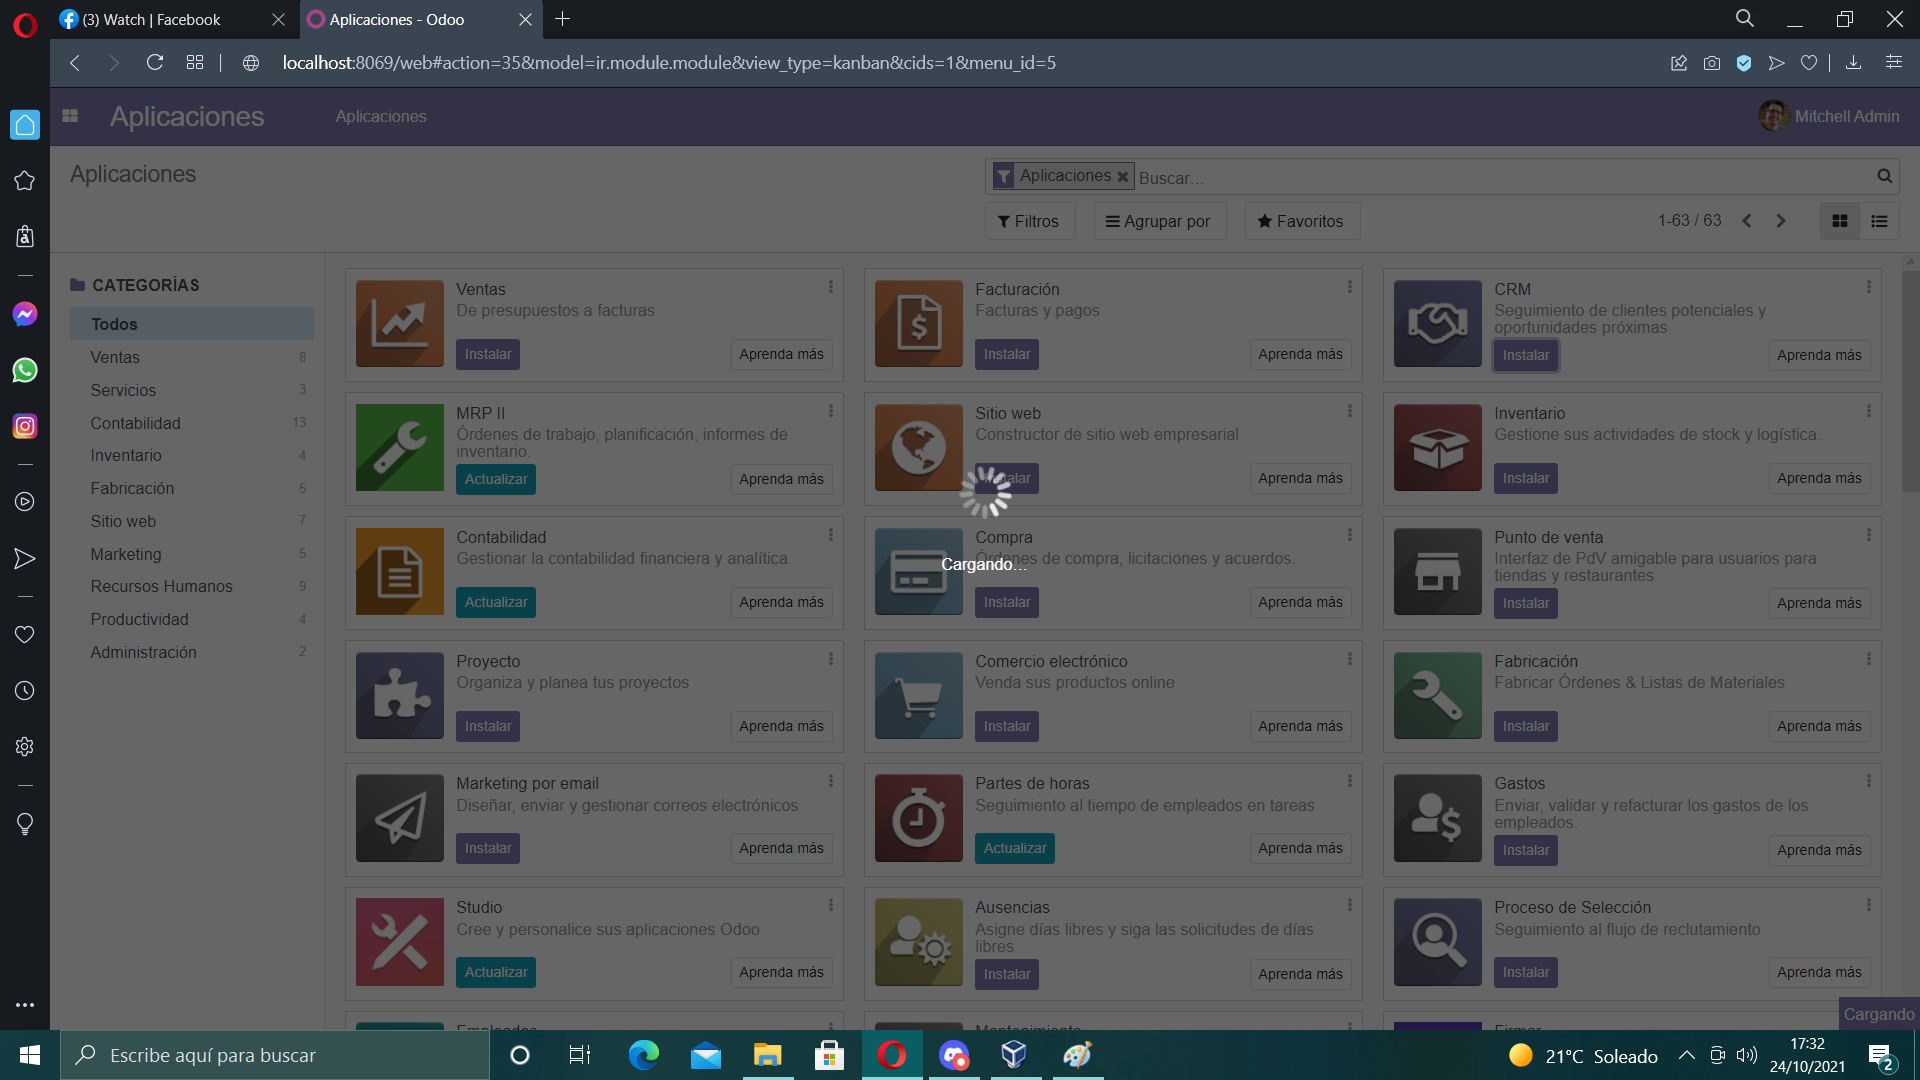 (3) Watch | Facebook
Aplicaciones - Odoo
localhost:8069/web#action=35&model=ir.module.module&view_type=kanban&cids=1&menu_id=5
Aplicaciones
Aplicaciones
Mitchell Admin
Aplicaciones
Aplicaciones
Buscar...
Filtros
Agrupar por
Favoritos
1-63 / 63
CATEGORÍAS
Todos
Ventas 8
Servicios 3
Contabilidad 13
Inventario 4
Fabricación 5
Sitio web 7
Marketing 5
Recursos Humanos 9
Productividad 4
Administración 2
Ventas
De presupuestos a facturas
Instalar
Aprenda más
Facturación
Facturas y pagos
Instalar
Aprenda más
CRM
Seguimiento de clientes potenciales y
oportunidades próximas
Instalar
Aprenda más
MRP II
Órdenes de trabajo, planificación, informes de
inventario.
Actualizar
Aprenda más
Sitio web
Constructor de sitio web empresarial
Instalar
Aprenda más
Inventario
Gestione sus actividades de stock y logística.
Instalar
Aprenda más
Contabilidad
Gestionar la contabilidad financiera y analítica.
Actualizar
Aprenda más
Compra
Órdenes de compra, licitaciones y acuerdos.
Cargando...
Instalar
Aprenda más
Punto de venta
Interfaz de PdV amigable para usuarios para
tiendas y restaurantes
Instalar
Aprenda más
Proyecto
Organiza y planea tus proyectos
Instalar
Aprenda más
Comercio electrónico
Venda sus productos online
Instalar
Aprenda más
Fabricación
Fabricar Órdenes & Listas de Materiales
Instalar
Aprenda más
Marketing por email
Diseñar, enviar y gestionar correos electrónicos
Instalar
Aprenda más
Partes de horas
Seguimiento al tiempo de empleados en tareas
Actualizar
Aprenda más
Gastos
Enviar, validar y refacturar los gastos de los
empleados.
Instalar
Aprenda más
Studio
Cree y personalice sus aplicaciones Odoo
Actualizar
Aprenda más
Ausencias
Asigne días libres y siga las solicitudes de días
libres
Instalar
Aprenda más
Proceso de Selección
Seguimiento al flujo de reclutamiento
Instalar
Aprenda más
Empleados
Mantenimiento
Firmar
Cargando
Escribe aquí para buscar
21°C Soleado
17:32
24/10/2021
2